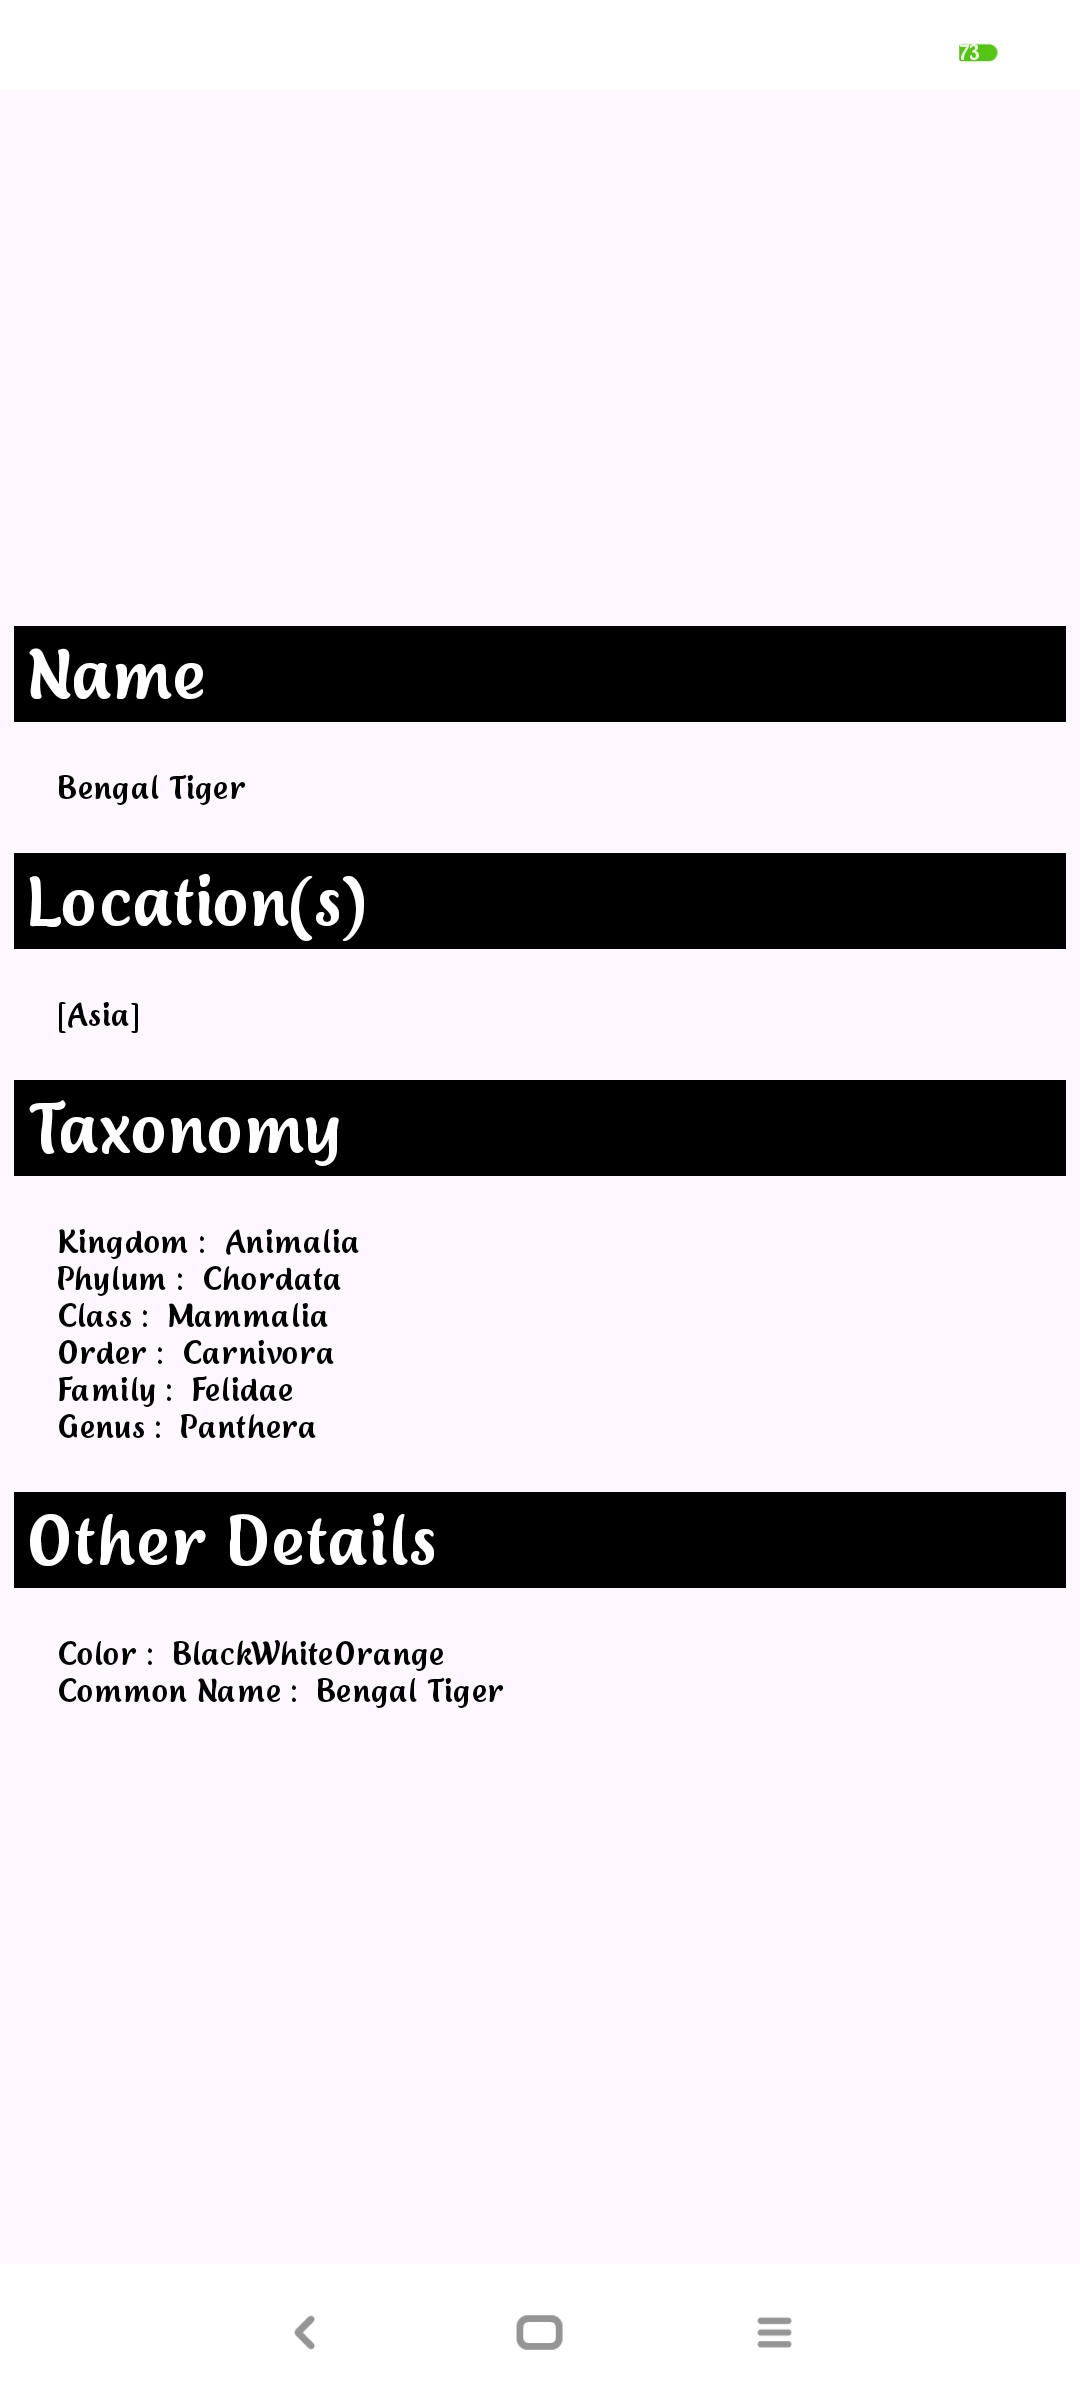 73
Name
Bengal Tiger
Location(s)
[Asia]
Taxonomy
Kingdom : Animalia
Phylum : Chordata
Class : Mammalia
Order : Carnivora
Family : Felidae
Genus : Panthera
Other Details
Color : BlackWhiteOrange
Common Name : Bengal Tiger